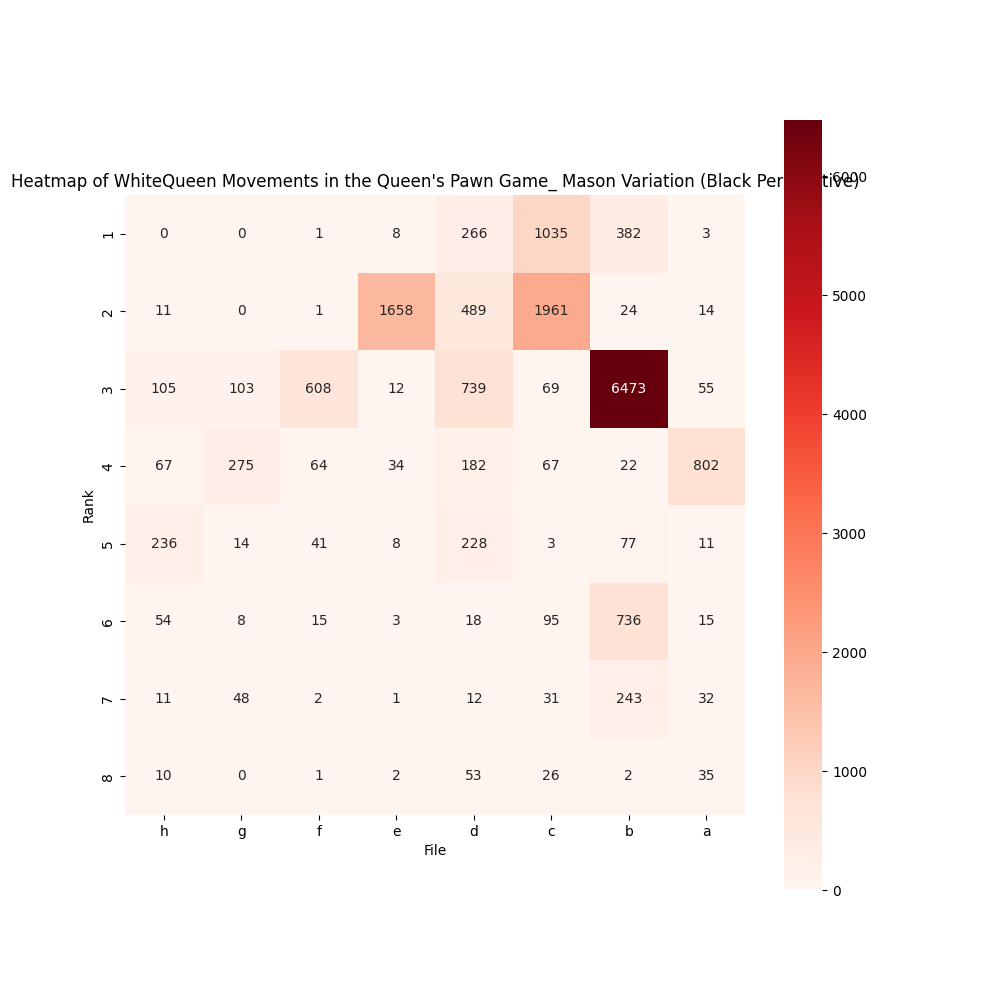 Heatmap of WhiteQueen Movements in the Queen's Pawn Game_ Mason Variation (Black Perspective)
6000
1 0 0 1 8 266 1035 382 3
5000
2 11 0 1 1658 489 1961 24 14
3 105 103 608 12 739 69 6473 55
4000
4 67 275 64 34 182 67 22 802
Rank
3000
5 236 14 41 8 228 3 77 11
6 54 8 15 3 18 95 736 15
2000
7 11 48 2 1 12 31 243 32
1000
8 10 0 1 2 53 26 2 35
h g f e d c b a
File
0